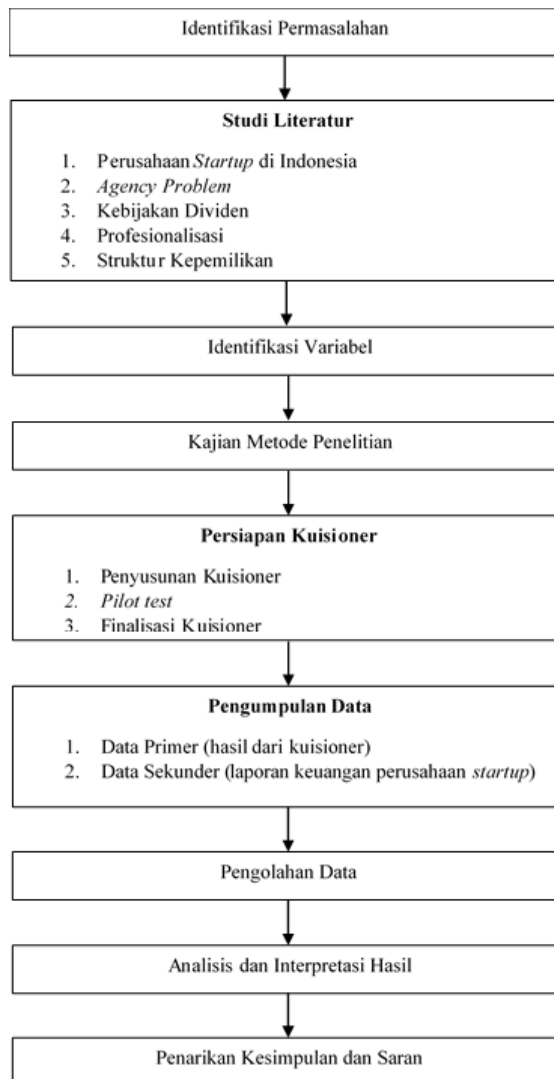 Identifikasi Permasalahan
Studi Literatur
1. Perusahaan Startup di Indonesia
2. Agency Problem
3. Kebijakan Dividen
4. Profesionalisasi
5. Struktur Kepemilikan
Identifikasi Variabel
Kajian Metode Penelitian
Persiapan Kuisioner
1. Penyusunan Kuisioner
2. Pilot test
3. Finalisasi Kuisioner
Pengumpulan Data
1. Data Primer (hasil dari kuisioner)
2. Data Sekunder (laporan keuangan perusahaan startup)
Pengolahan Data
Analisis dan Interpretasi Hasil
Penarikan Kesimpulan dan Saran